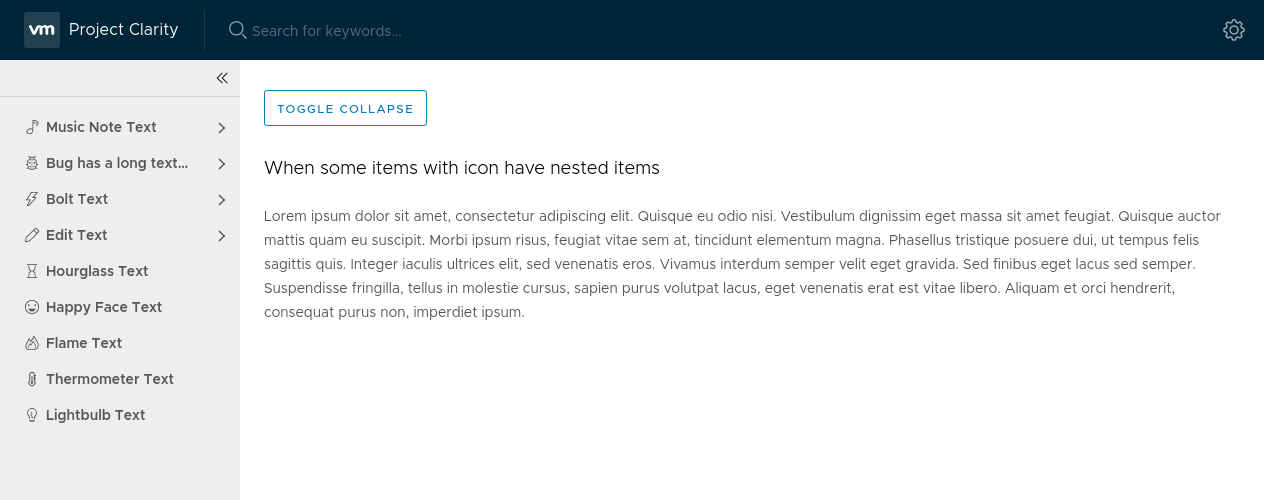 vm Project Clarity Search for keywords...
TOGGLE COLLAPSE
Music Note Text
Bug has a long text...
Bolt Text
Edit Text
Hourglass Text
Happy Face Text
Flame Text
Thermometer Text
Lightbulb Text
When some items with icon have nested items
Lorem ipsum dolor sit amet, consectetur adipiscing elit. Quisque eu odio nisi. Vestibulum dignissim eget massa sit amet feugiat. Quisque auctor
mattis quam eu suscipit. Morbi ipsum risus, feugiat vitae sem at, tincidunt elementum magna. Phasellus tristique posuere dui, ut tempus felis
sagittis quis. Integer iaculis ultrices elit, sed venenatis eros. Vivamus interdum semper velit eget gravida. Sed finibus eget lacus sed semper.
Suspendisse fringilla, tellus in molestie cursus, sapien purus volutpat lacus, eget venenatis erat est vitae libero. Aliquam et orci hendrerit,
consequat purus non, imperdiet ipsum.